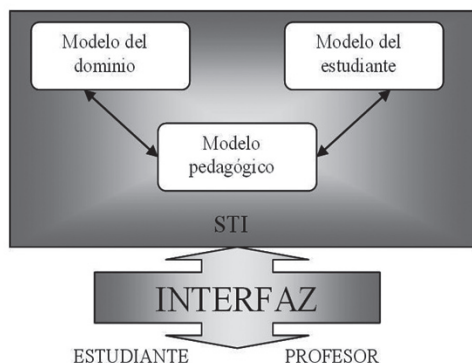 Modelo del
dominio
Modelo del
estudiante
Modelo
pedagógico
STI
INTERFAZ
ESTUDIANTE PROFESOR